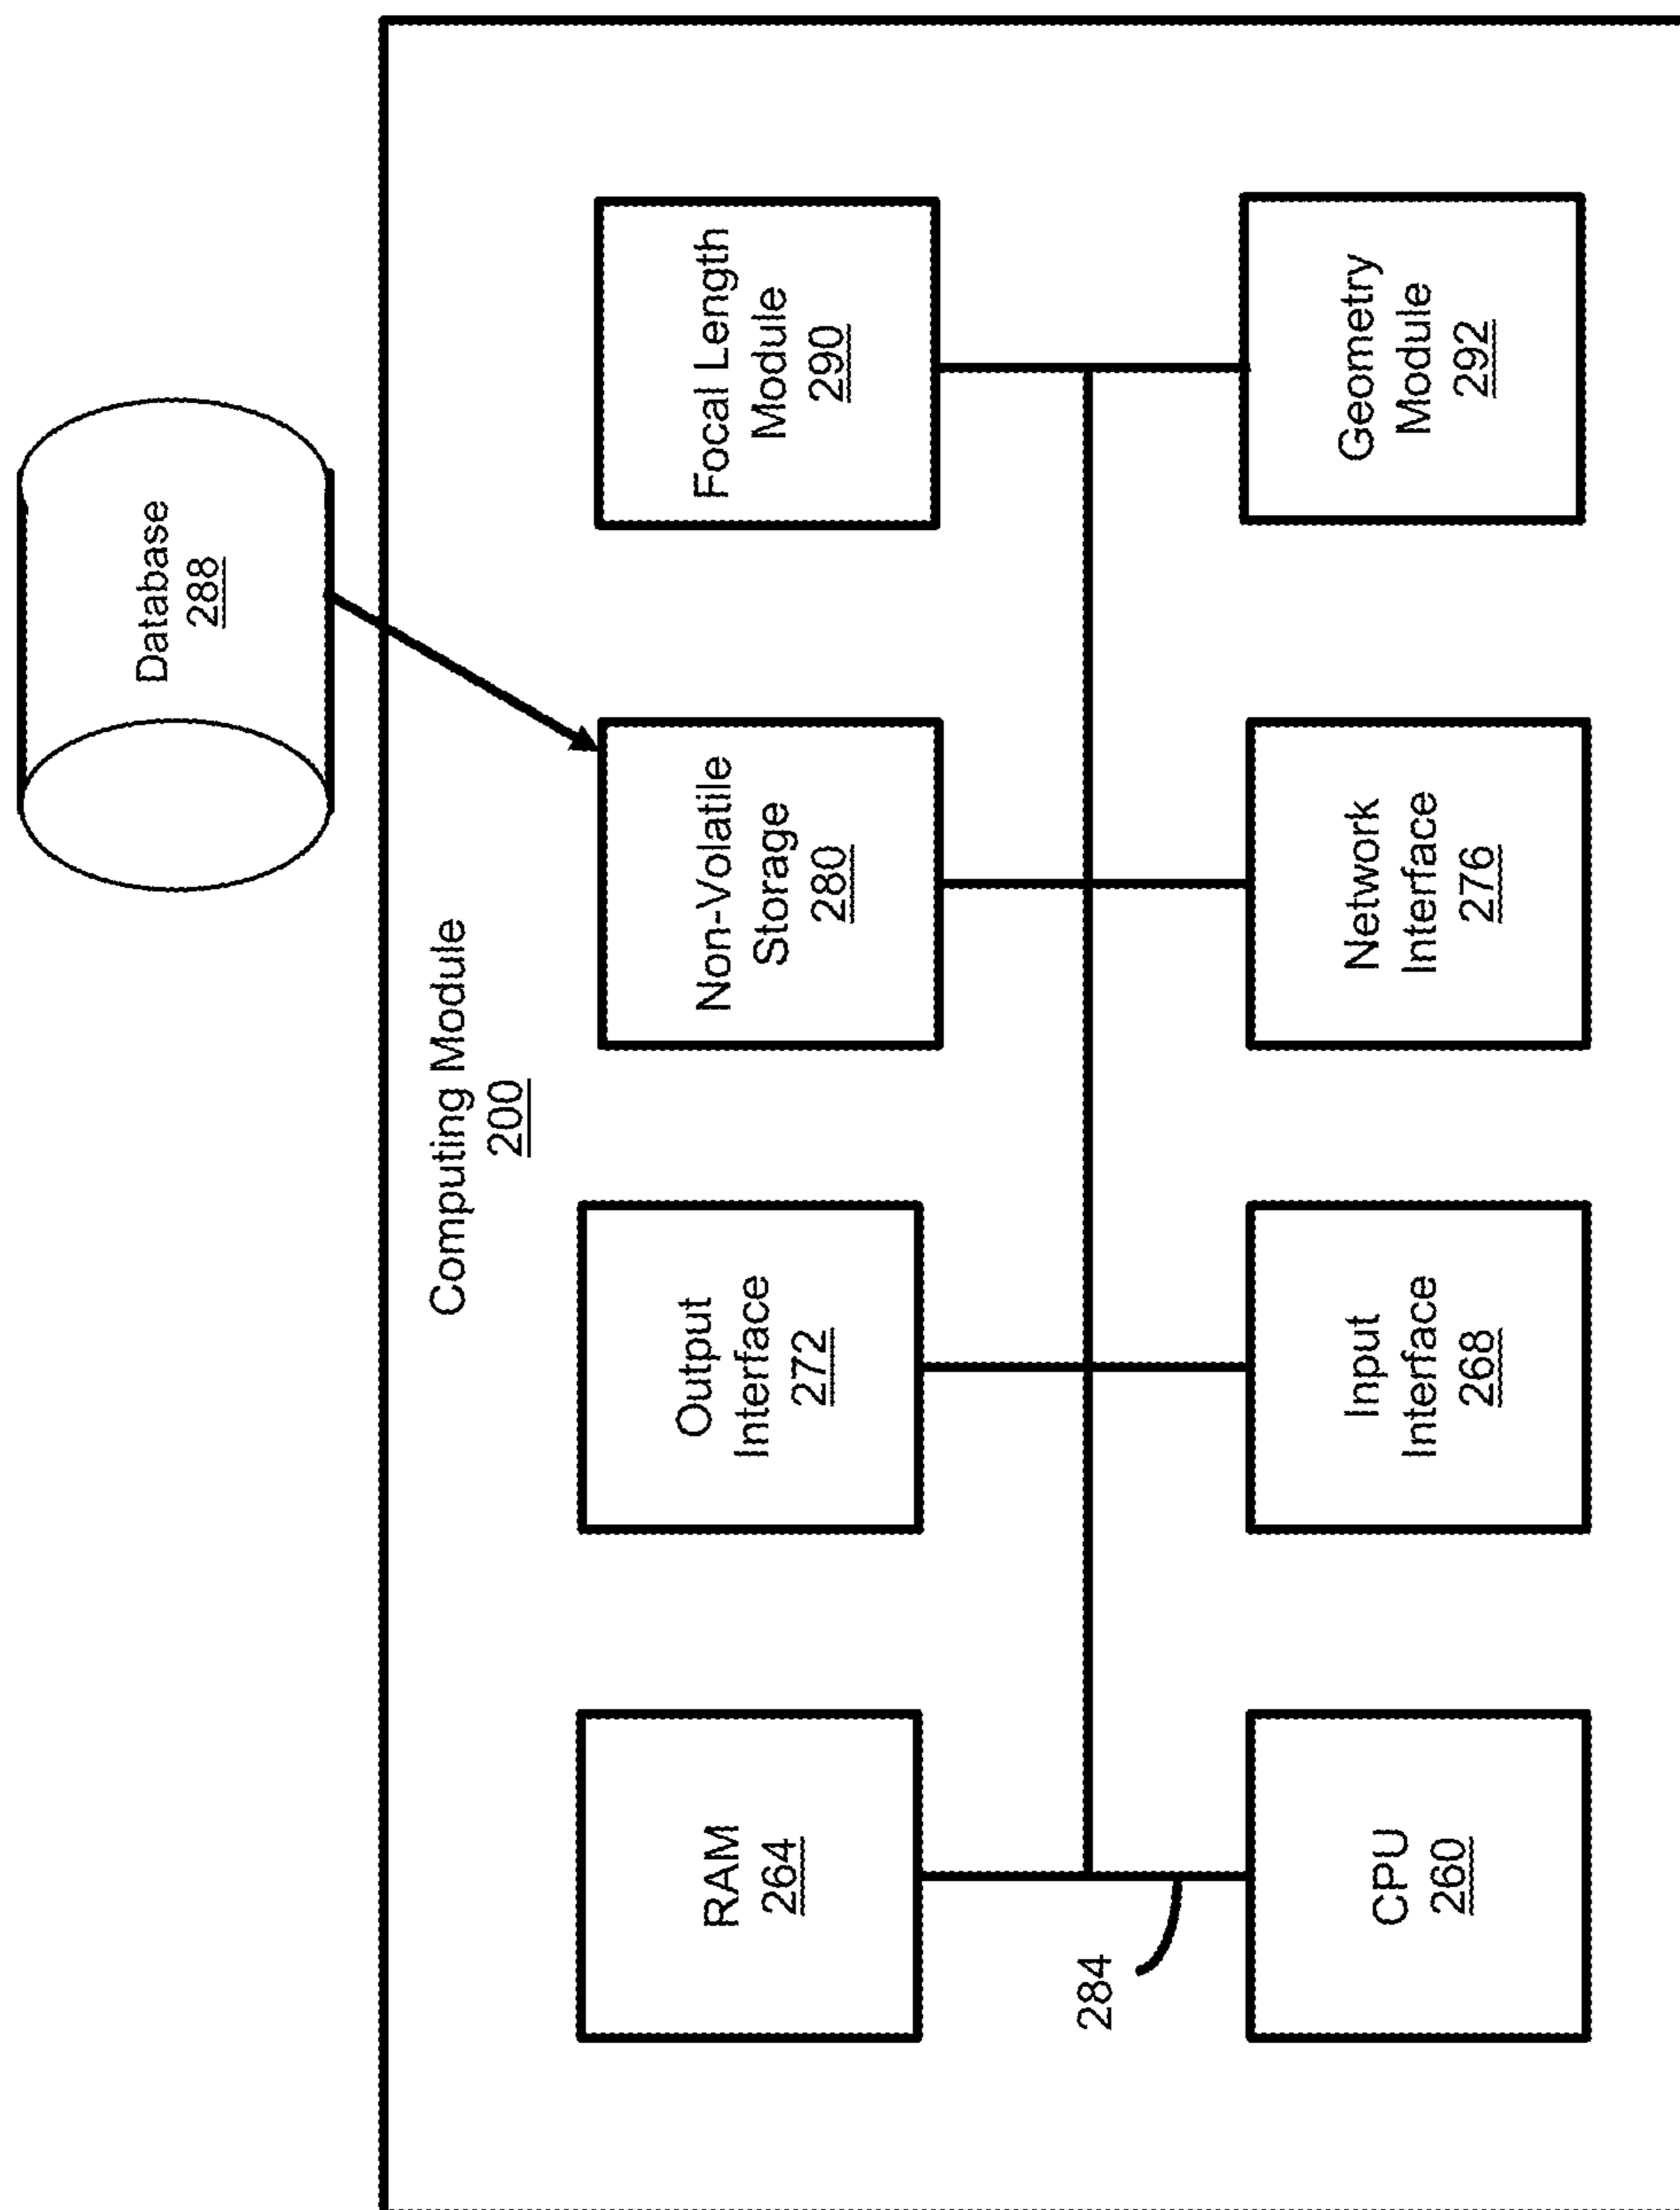 Database
288
Computing Module
200
RAM
264
Output
Interface
272
Non-Volatile
Storage
280
Focal Length
Module
290
284
CPU
260
Input
Interface
268
Network
Interface
276
Geometry
Module
292